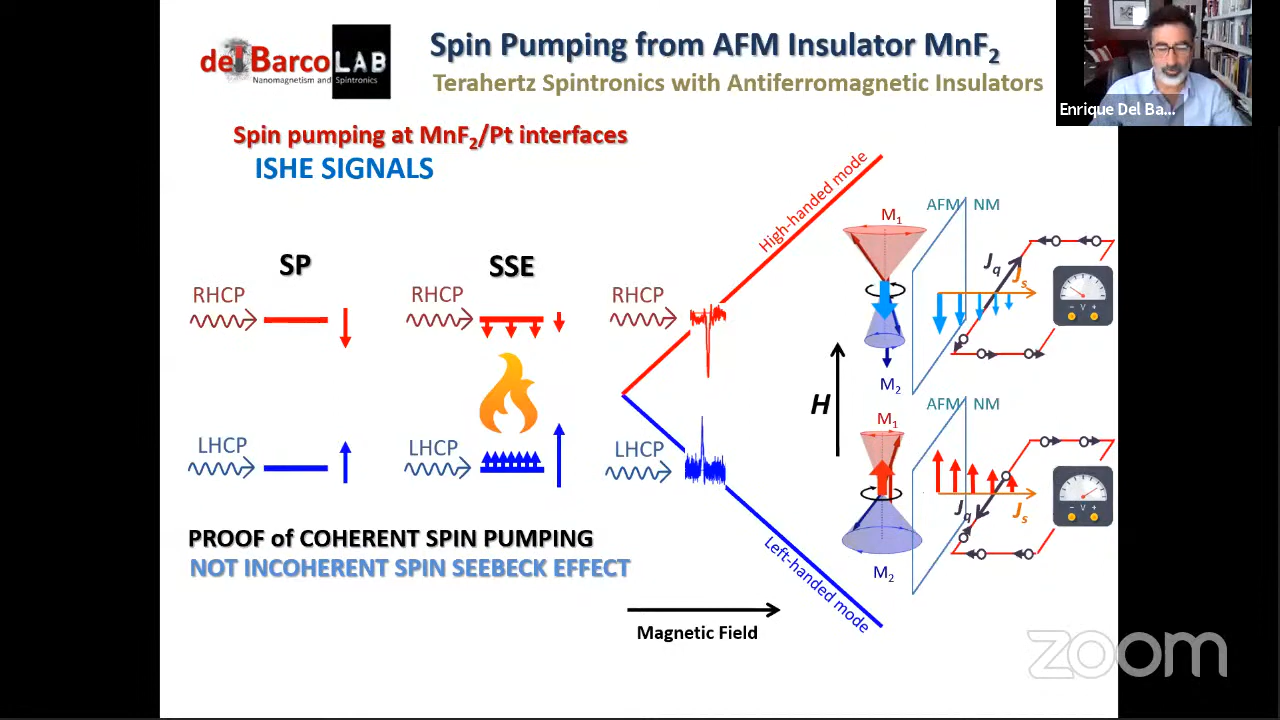 del Barco LAB
Nanomagnetism and Spintronics
Spin Pumping from AFM Insulator MnF2
Terahertz Spintronics with Antiferromagnetic Insulators
Enrique Del Ba...
Spin pumping at MnF2/Pt interfaces
ISHE SIGNALS
SP
SSE
RHCP
RHCP
RHCP
LHCP
LHCP
LHCP
High-handed mode
Left-handed mode
H
Magnetic Field
AFM NM
M1
M2
Jq
Js
V
AFM NM
M1
M2
Jq
Js
V
PROOF of COHERENT SPIN PUMPING
NOT INCOHERENT SPIN SEEBECK EFFECT
zoom